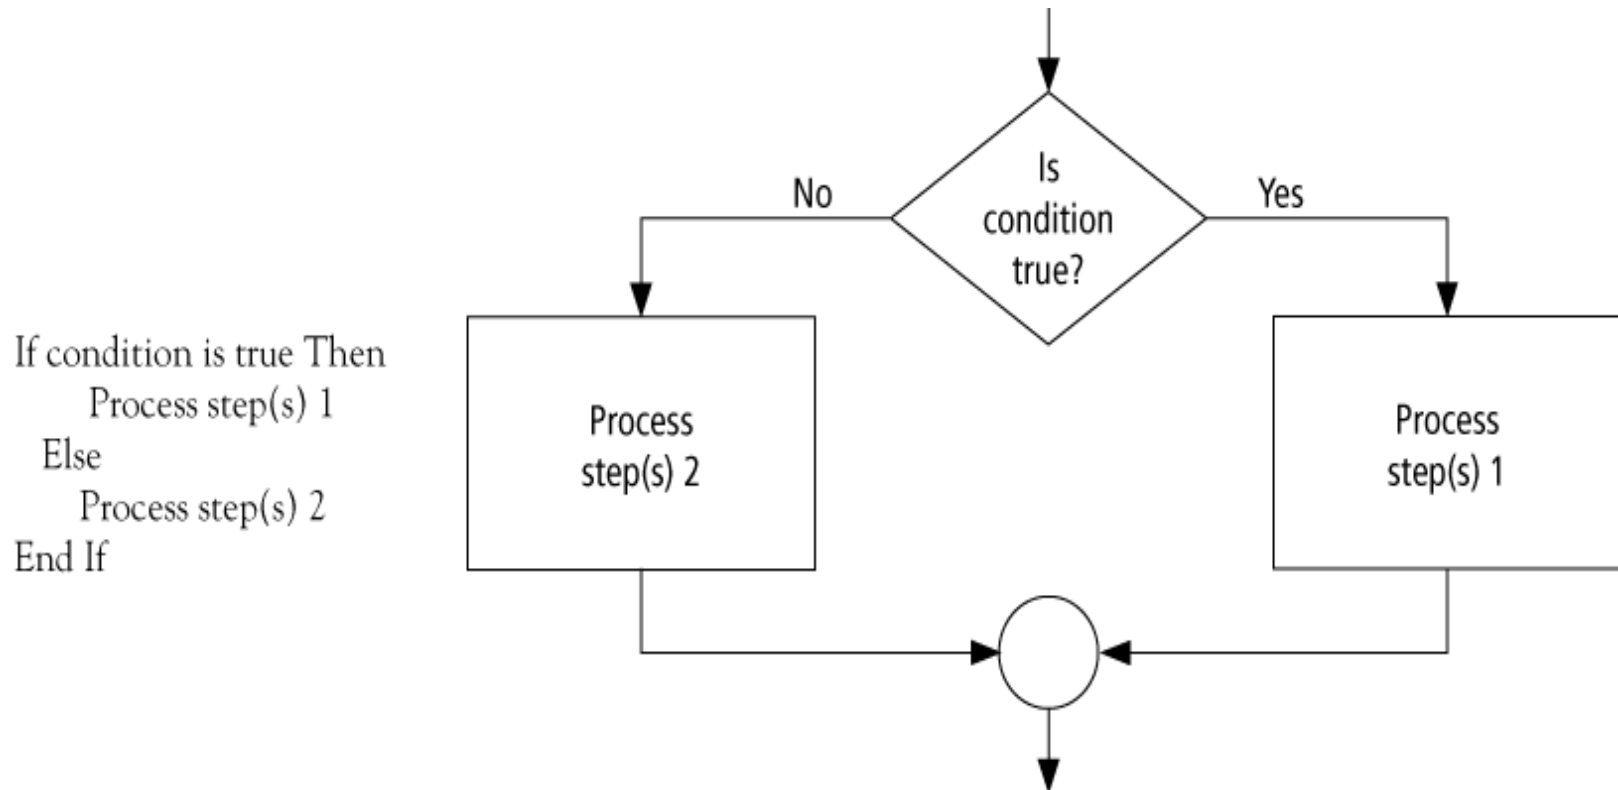 If condition is true Then
Process step(s) 1
Else
Process step(s) 2
End If
Is
condition
true?
No
Yes
Process
step(s) 2
Process
step(s) 1